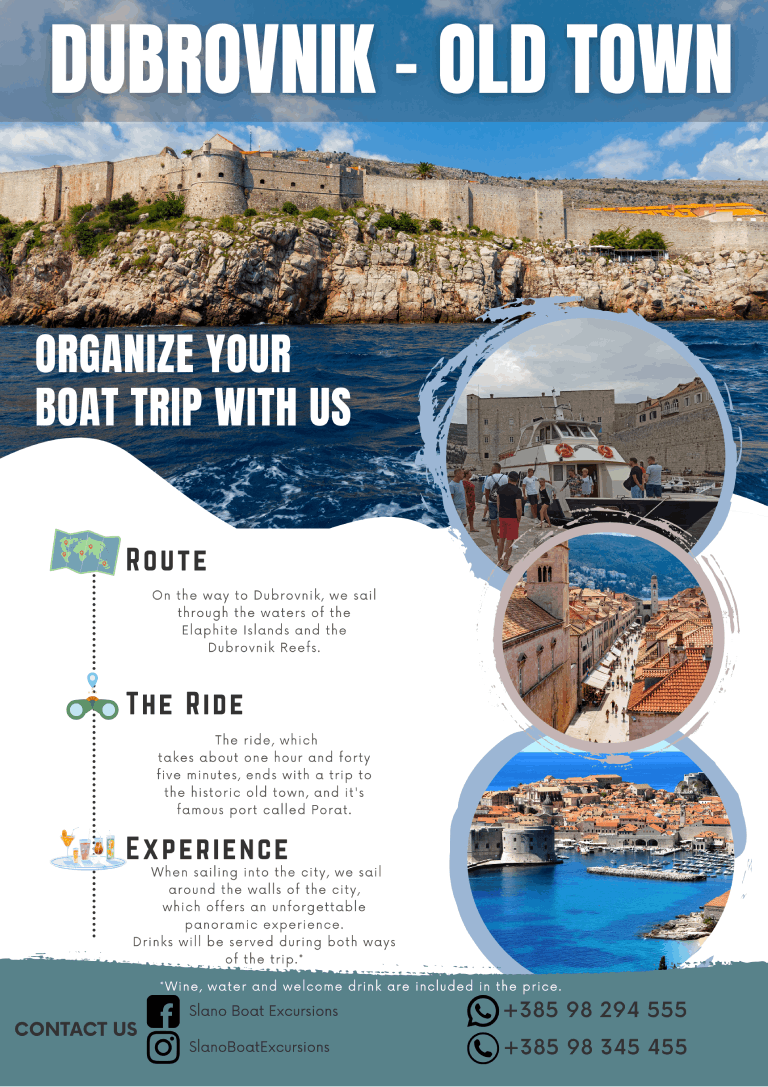 DUBROVNIK - OLD TOWN
ORGANIZE YOUR
BOAT TRIP WITH US
ROUTE
On the way to Dubrovnik, we sail
through the waters of the
Elaphite Islands and the
Dubrovnik Reefs.
THE RIDE
The ride, which
takes about one hour and forty
five minutes, ends with a trip to
the historic old town, and it's
famous port called Porat.
EXPERIENCE
When sailing into the city, we sail
around the walls of the city,
which offers an unforgettable
panoramic experience.
Drinks will be served during both ways
of the trip.*
*Wine, water and welcome drink are included in the price.
CONTACT US
Slano Boat Excursions
SlanoBoatExcursions
+385 98 294 555
+385 98 345 455